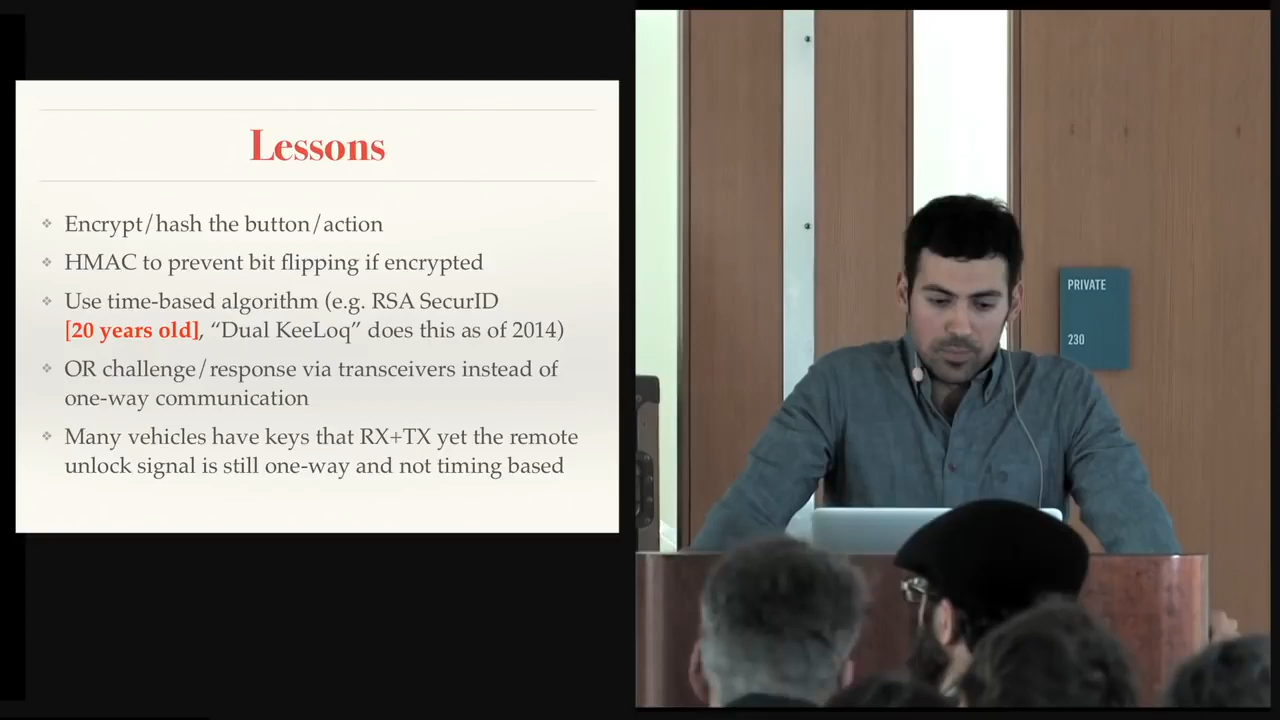 Lessons
Encrypt/hash the button/action
HMAC to prevent bit flipping if encrypted
Use time-based algorithm (e.g. RSA SecurID
[20 years old], “Dual KeeLoq” does this as of 2014)
OR challenge/response via transceivers instead of
one-way communication
Many vehicles have keys that RX+TX yet the remote
unlock signal is still one-way and not timing based
PRIVATE
230